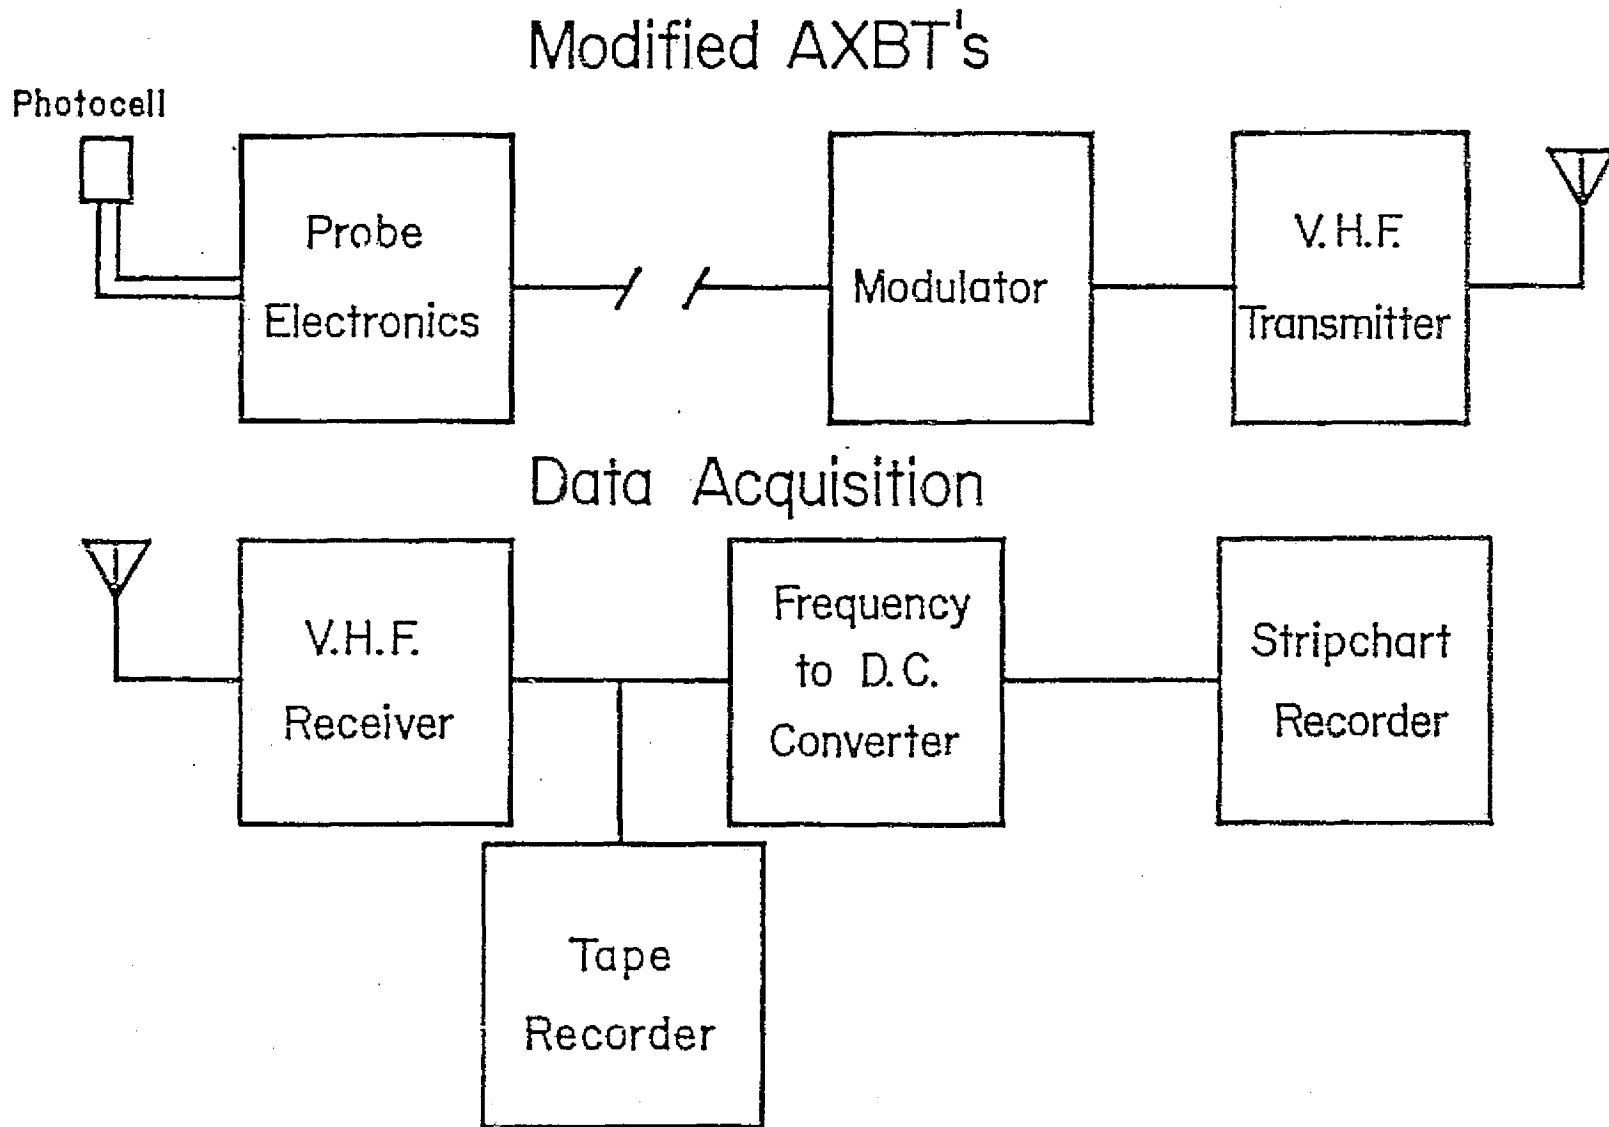 Modified AXBT's
Photocell
Probe
Electronics
Modulator
V.H.F.
Transmitter
Data Acquisition
V.H.F.
Receiver
Frequency
to D.C.
Converter
Stripchart
Recorder
Tape
Recorder